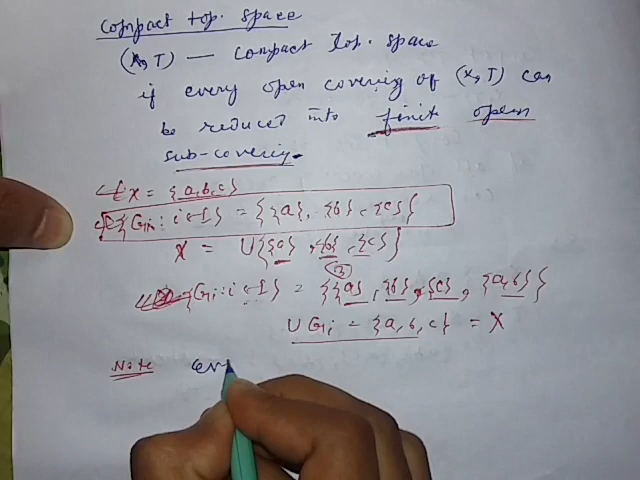 Compact top. space
(X, T) — compact top. space
if every open covering of (X, T) can
be reduced into finite open
sub-covering.
X = {a,b,c}
{Gi : i∈I} = {{a}, {b}, {c}}
X = U{{a}, {b}, {c}}
{Gi : i∈I} = {{a}, {b}, {c}, {a,b}}
∪ Gi = {a, b, c} = X
Note ev